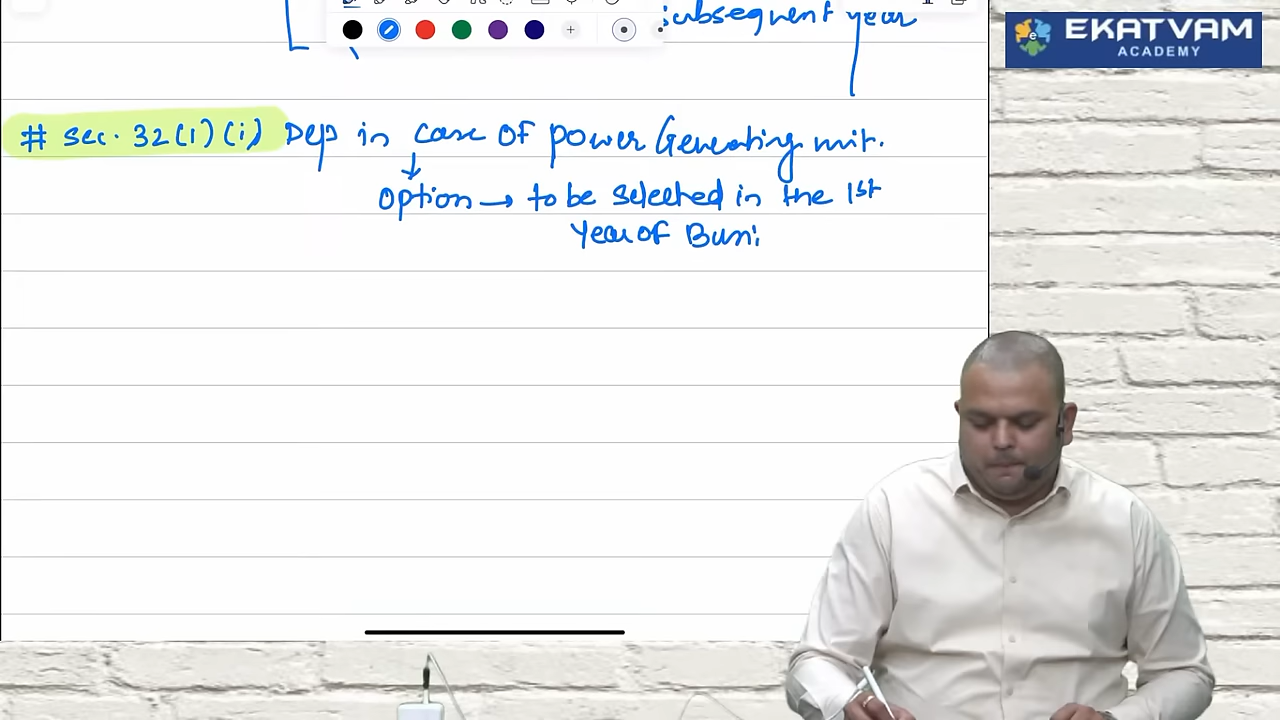 subsequent year
EKATVAM
ACADEMY
# Sec. 32(1)(i) Dep in case of power Generating unit.
Option → to be selected in the 1st
Year of Busi